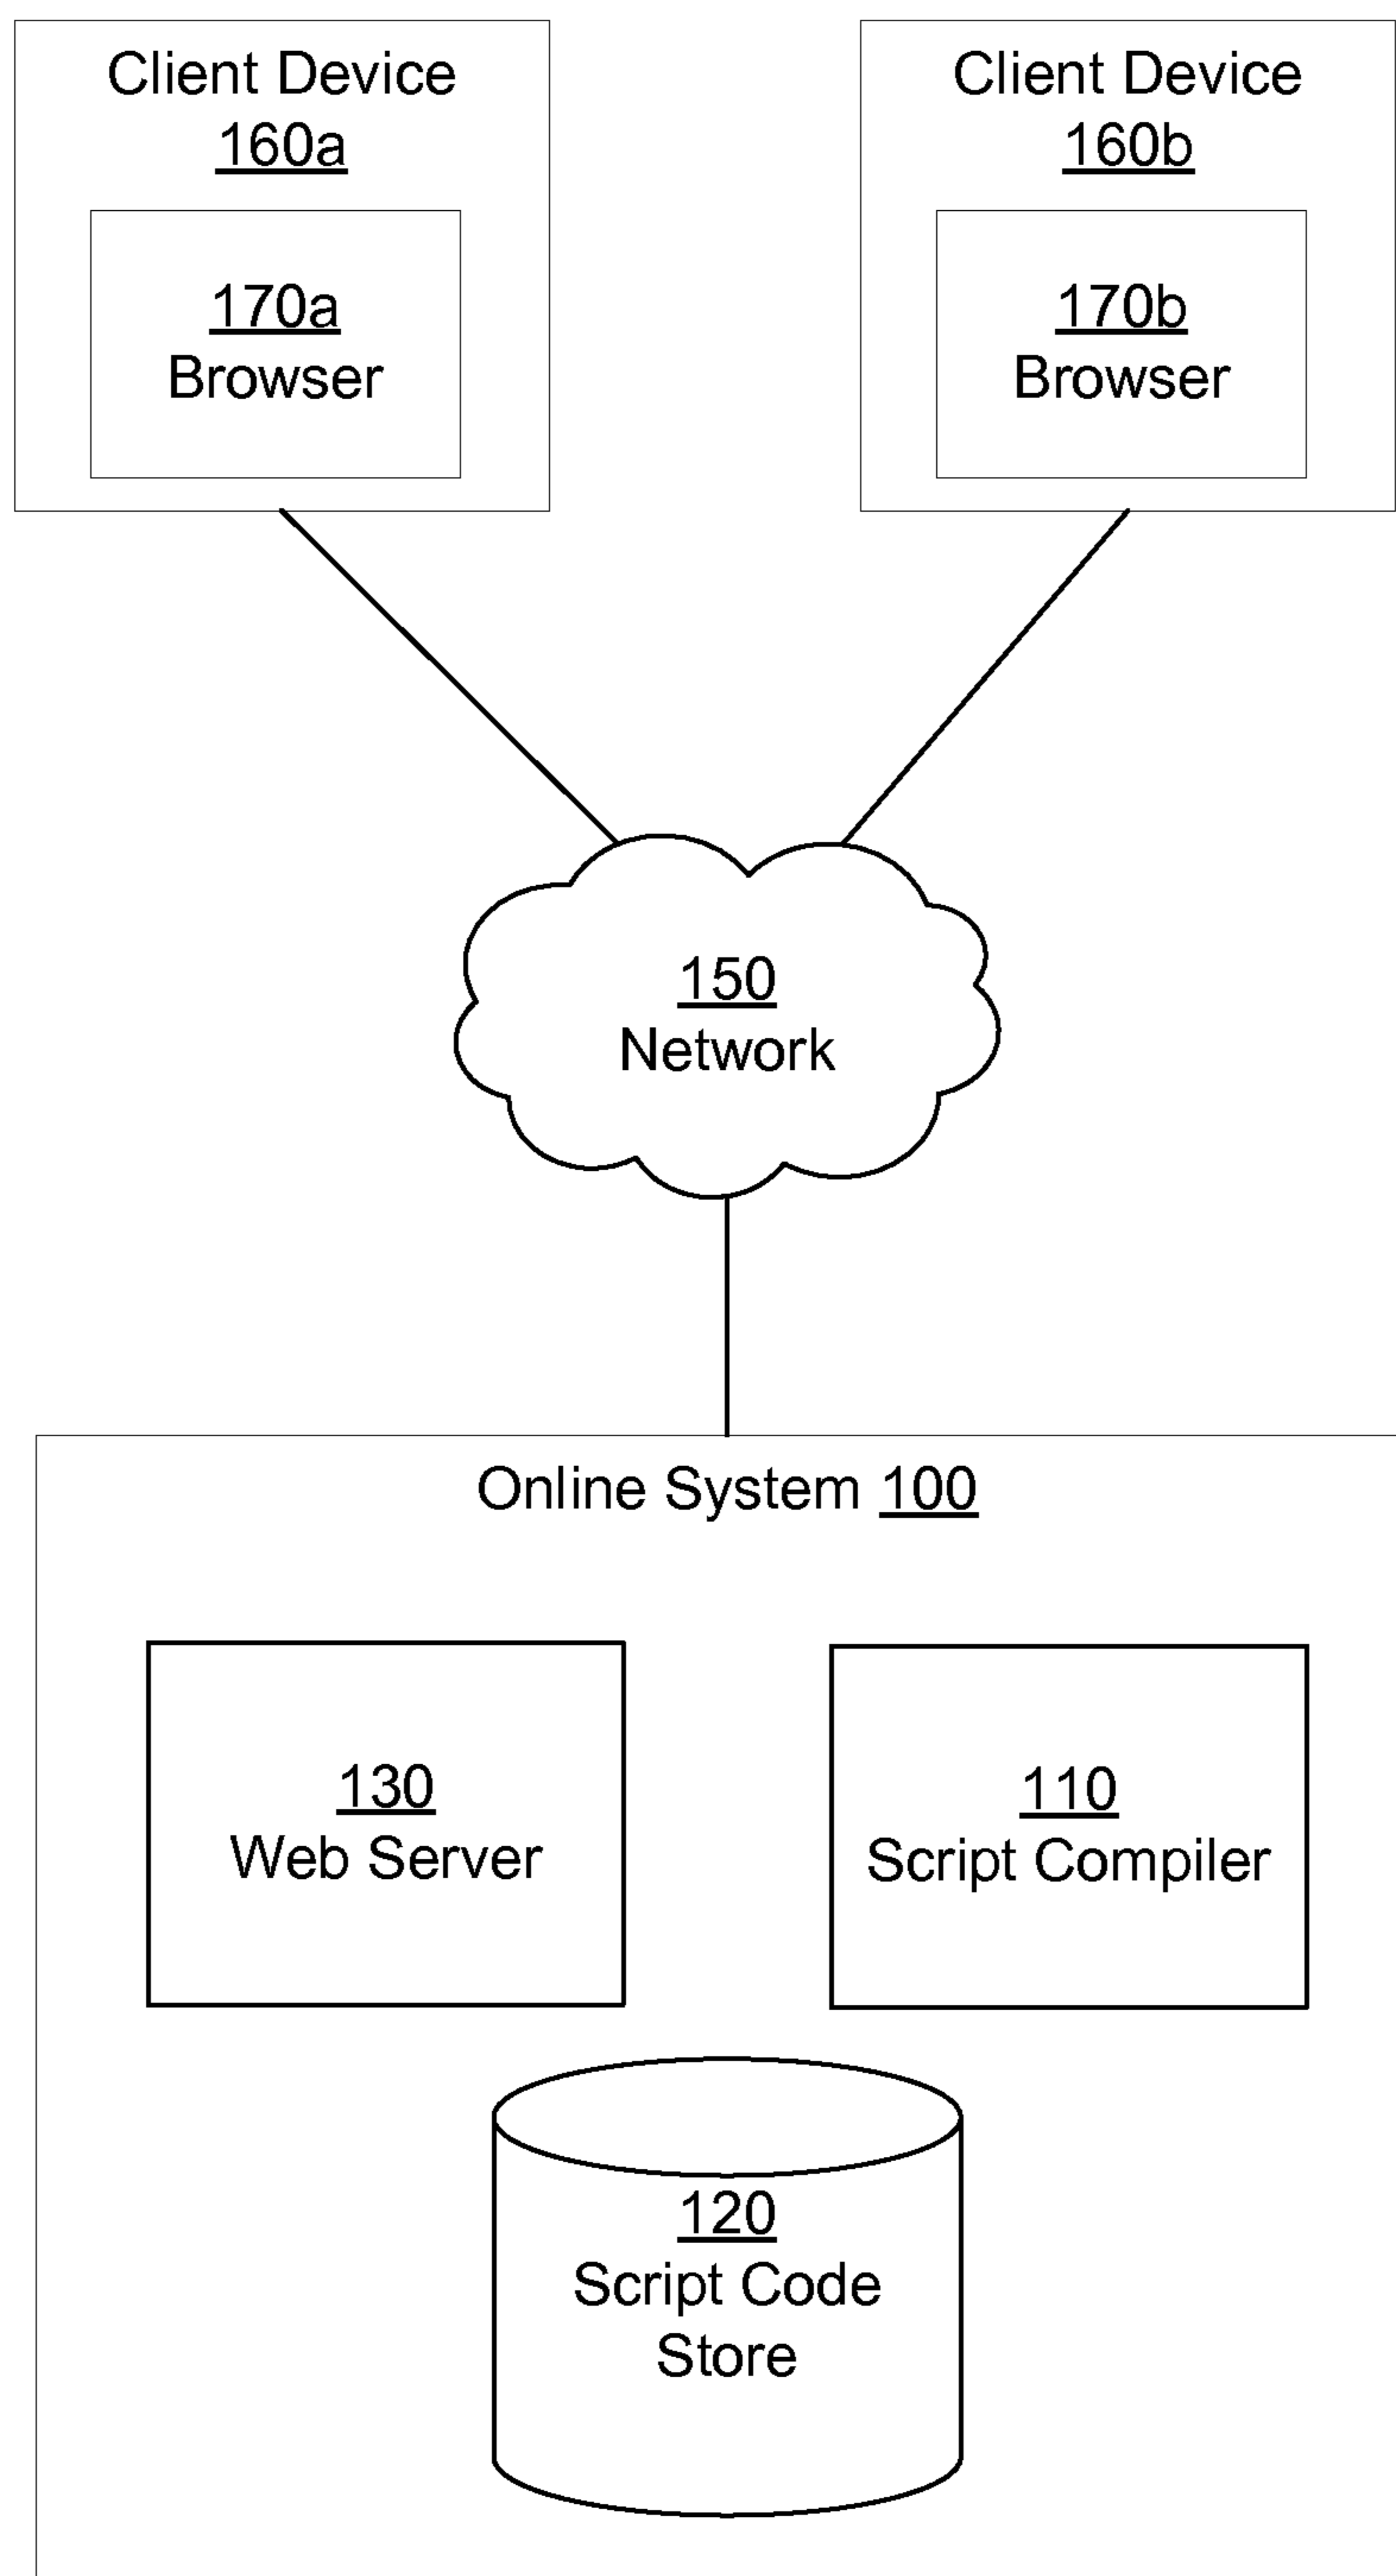 Client Device
160a
170a
Browser
Client Device
160b
170b
Browser
150
Network
Online System 100
130
Web Server
110
Script Compiler
120
Script Code
Store